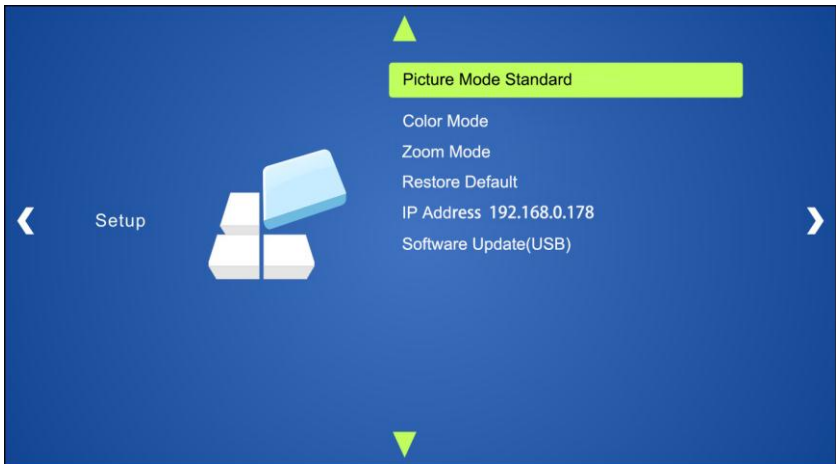 Picture Mode Standard
Color Mode
Zoom Mode
Restore Default
IP Address 192.168.0.178
Setup
Software Update(USB)